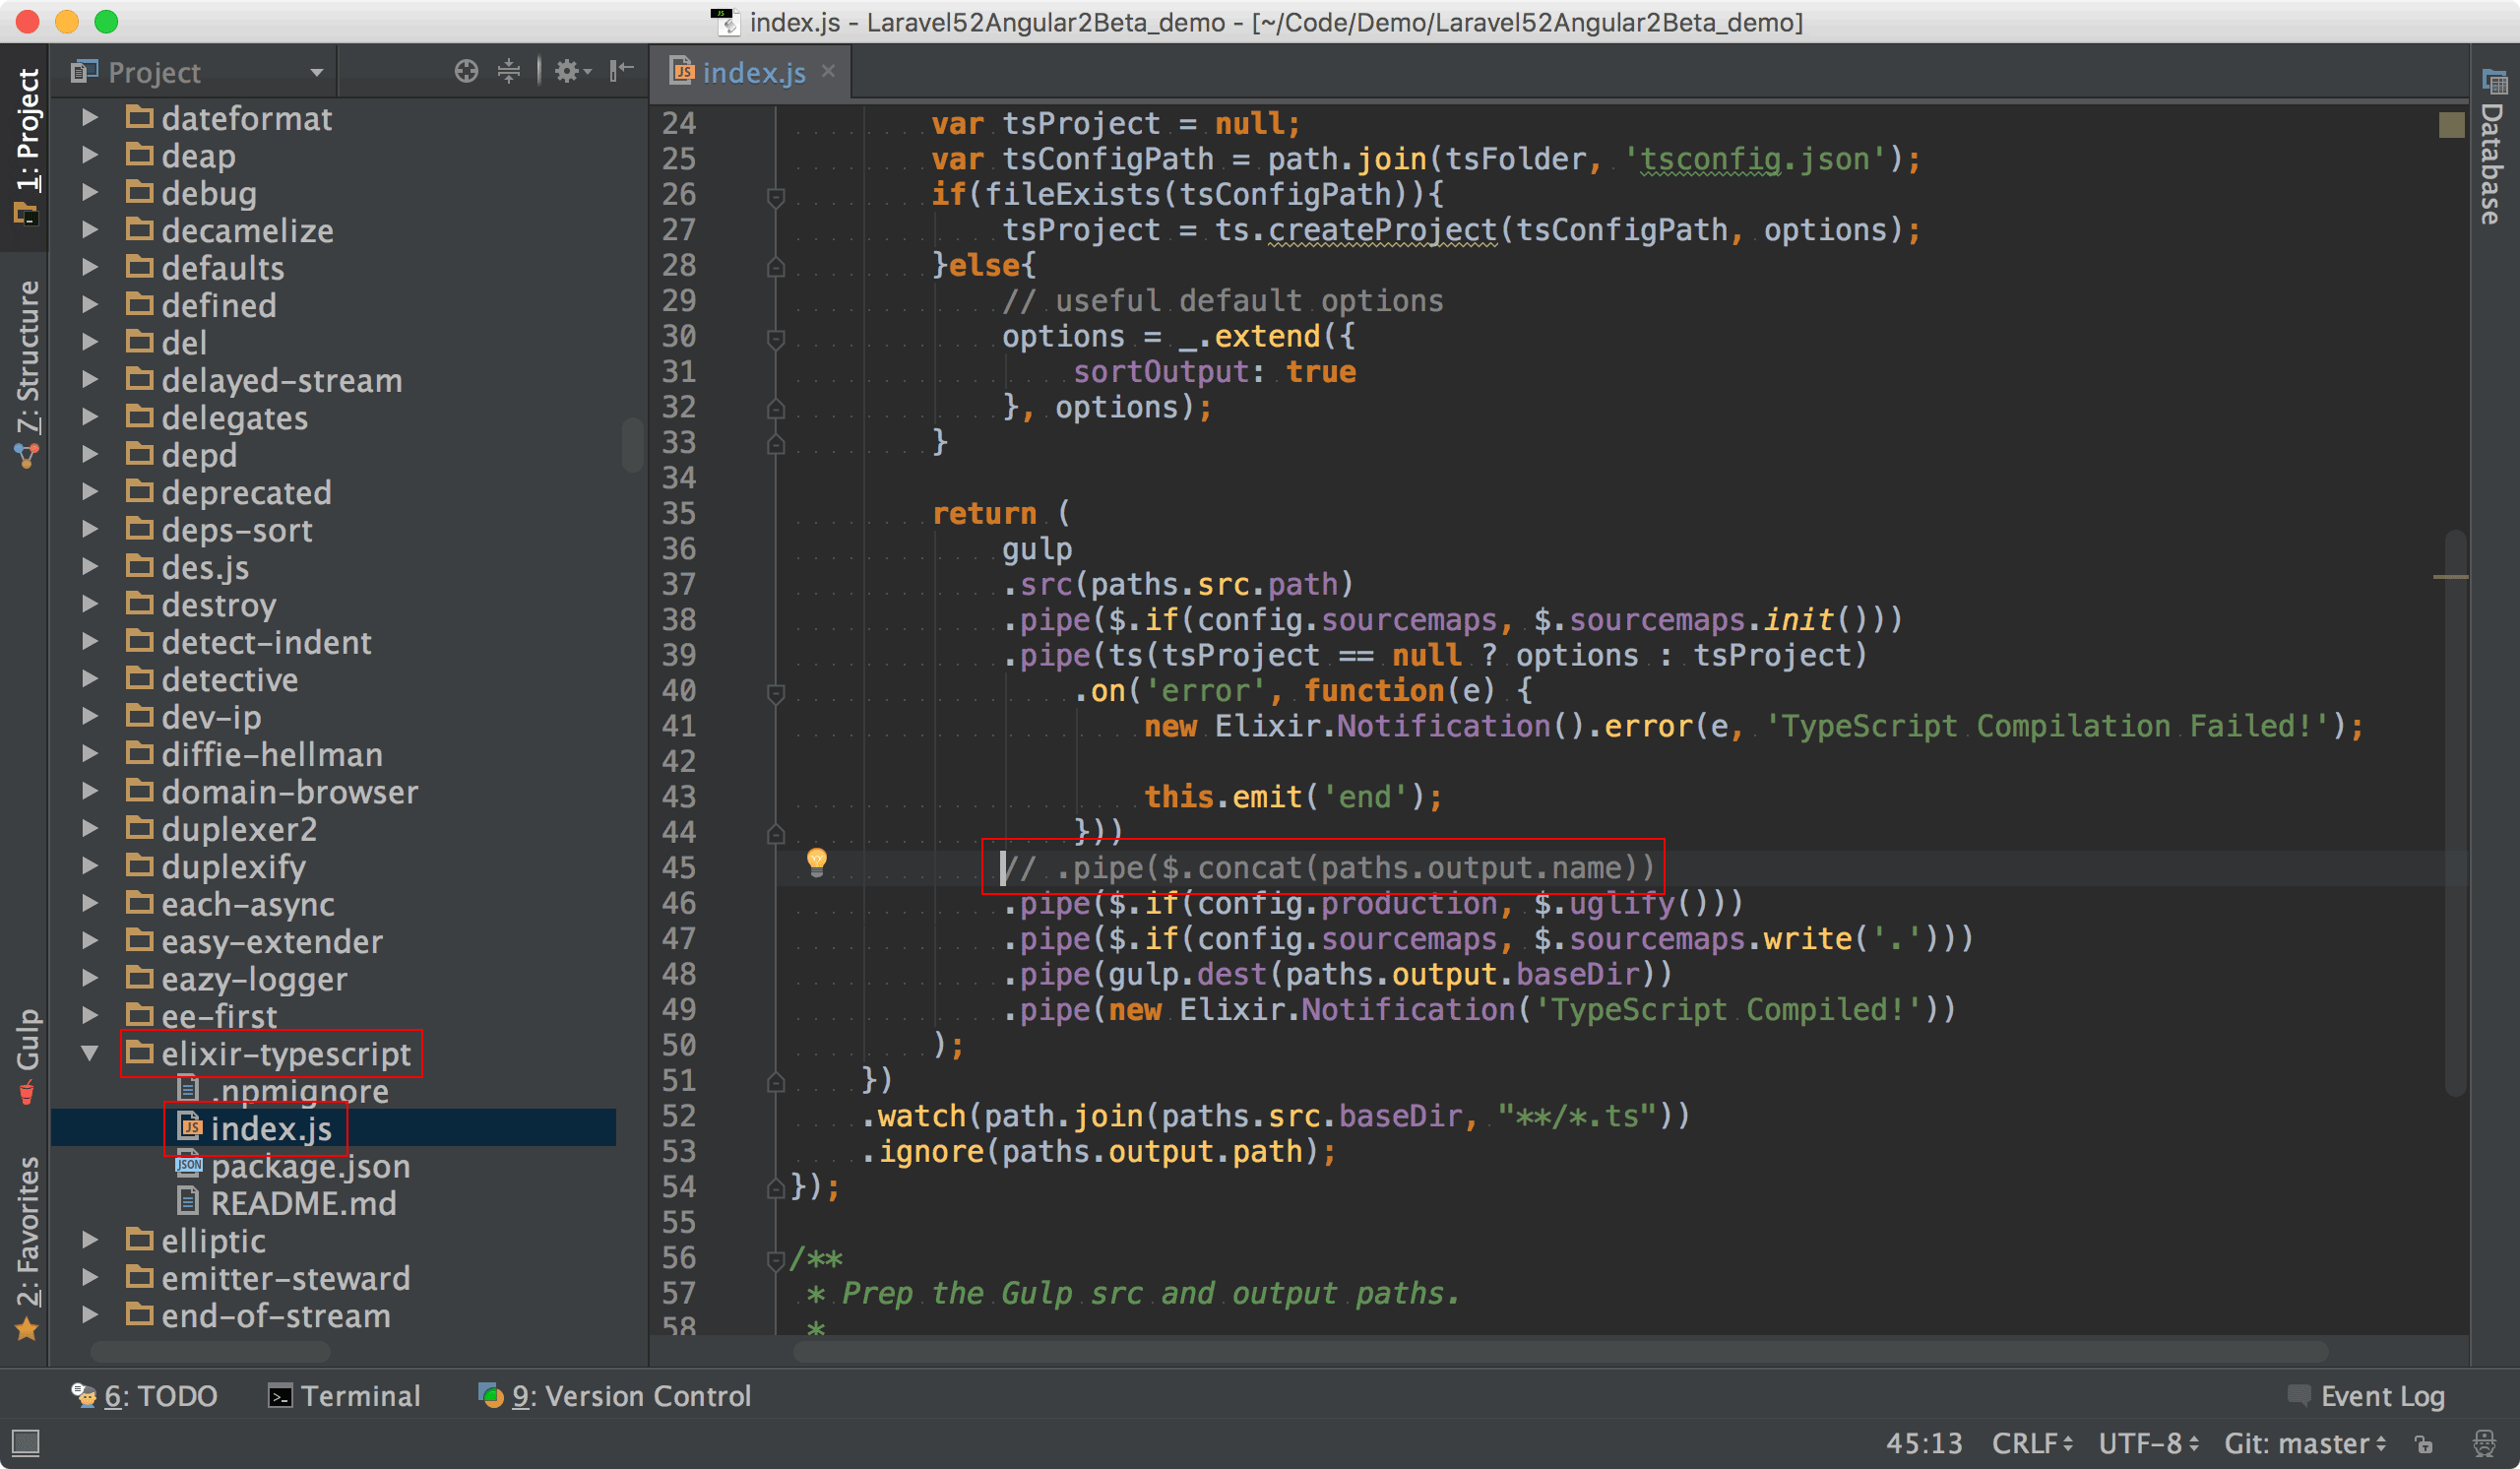 index.js - Laravel52Angular2Beta_demo - [~/Code/Demo/Laravel52Angular2Beta_demo]
1: Project
7: Structure
Gulp
2: Favorites
Project
dateformat
deap
debug
decamelize
defaults
defined
del
delayed-stream
delegates
depd
deprecated
deps-sort
des.js
destroy
detect-indent
detective
dev-ip
diffie-hellman
domain-browser
duplexer2
duplexify
each-async
easy-extender
eazy-logger
ee-first
elixir-typescript
.npmignore
index.js
package.json
README.md
elliptic
emitter-steward
end-of-stream
index.js
24 var tsProject = null;
25 var tsConfigPath = path.join(tsFolder, 'tsconfig.json');
26 if(fileExists(tsConfigPath)){
27 tsProject = ts.createProject(tsConfigPath, options);
28 }else{
29 // useful default options
30 options = _.extend({
31 sortOutput: true
32 }, options);
33 }
34
35 return (
36 gulp
37 .src(paths.src.path)
38 .pipe($.if(config.sourcemaps, $.sourcemaps.init()))
39 .pipe(ts(tsProject == null ? options : tsProject)
40 .on('error', function(e) {
41 new Elixir.Notification().error(e, 'TypeScript Compilation Failed!');
42
43 this.emit('end');
44 }))
45 // .pipe($.concat(paths.output.name))
46 .pipe($.if(config.production, $.uglify()))
47 .pipe($.if(config.sourcemaps, $.sourcemaps.write('.')))
48 .pipe(gulp.dest(paths.output.baseDir))
49 .pipe(new Elixir.Notification('TypeScript Compiled!'))
50 );
51 })
52 .watch(path.join(paths.src.baseDir, "**/*.ts"))
53 .ignore(paths.output.path);
54 });
55
56 /**
57 * Prep the Gulp src and output paths.
58 *
Database
6: TODO
Terminal
9: Version Control
Event Log
45:13 CRLF UTF-8 Git: master